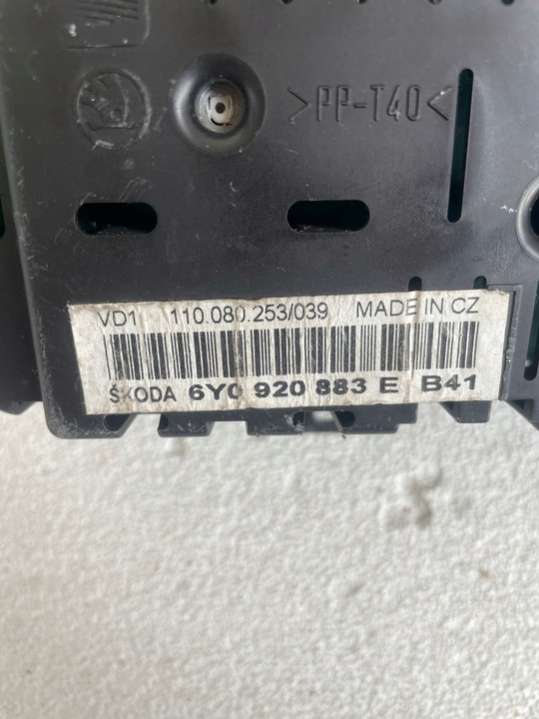 >PP-T40<
VD1 110.080.253/039 MADE IN CZ
ŠKODA 6Y0 920 883 E B41